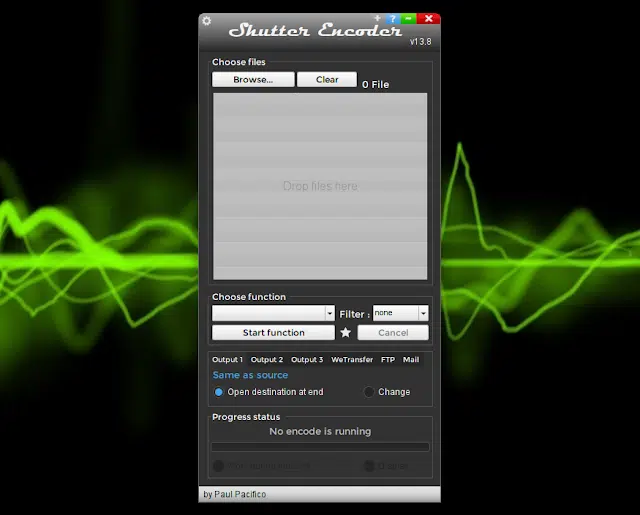 Shutter Encoder
v13.8
Choose files
Browse...
Clear
0 File
Drop files here
Choose function
Filter :
none
Start function
Cancel
Output 1
Output 2
Output 3
WeTransfer
FTP
Mail
Same as source
Open destination at end
Change
Progress status
No encode is running
Display
by Paul Pacifico